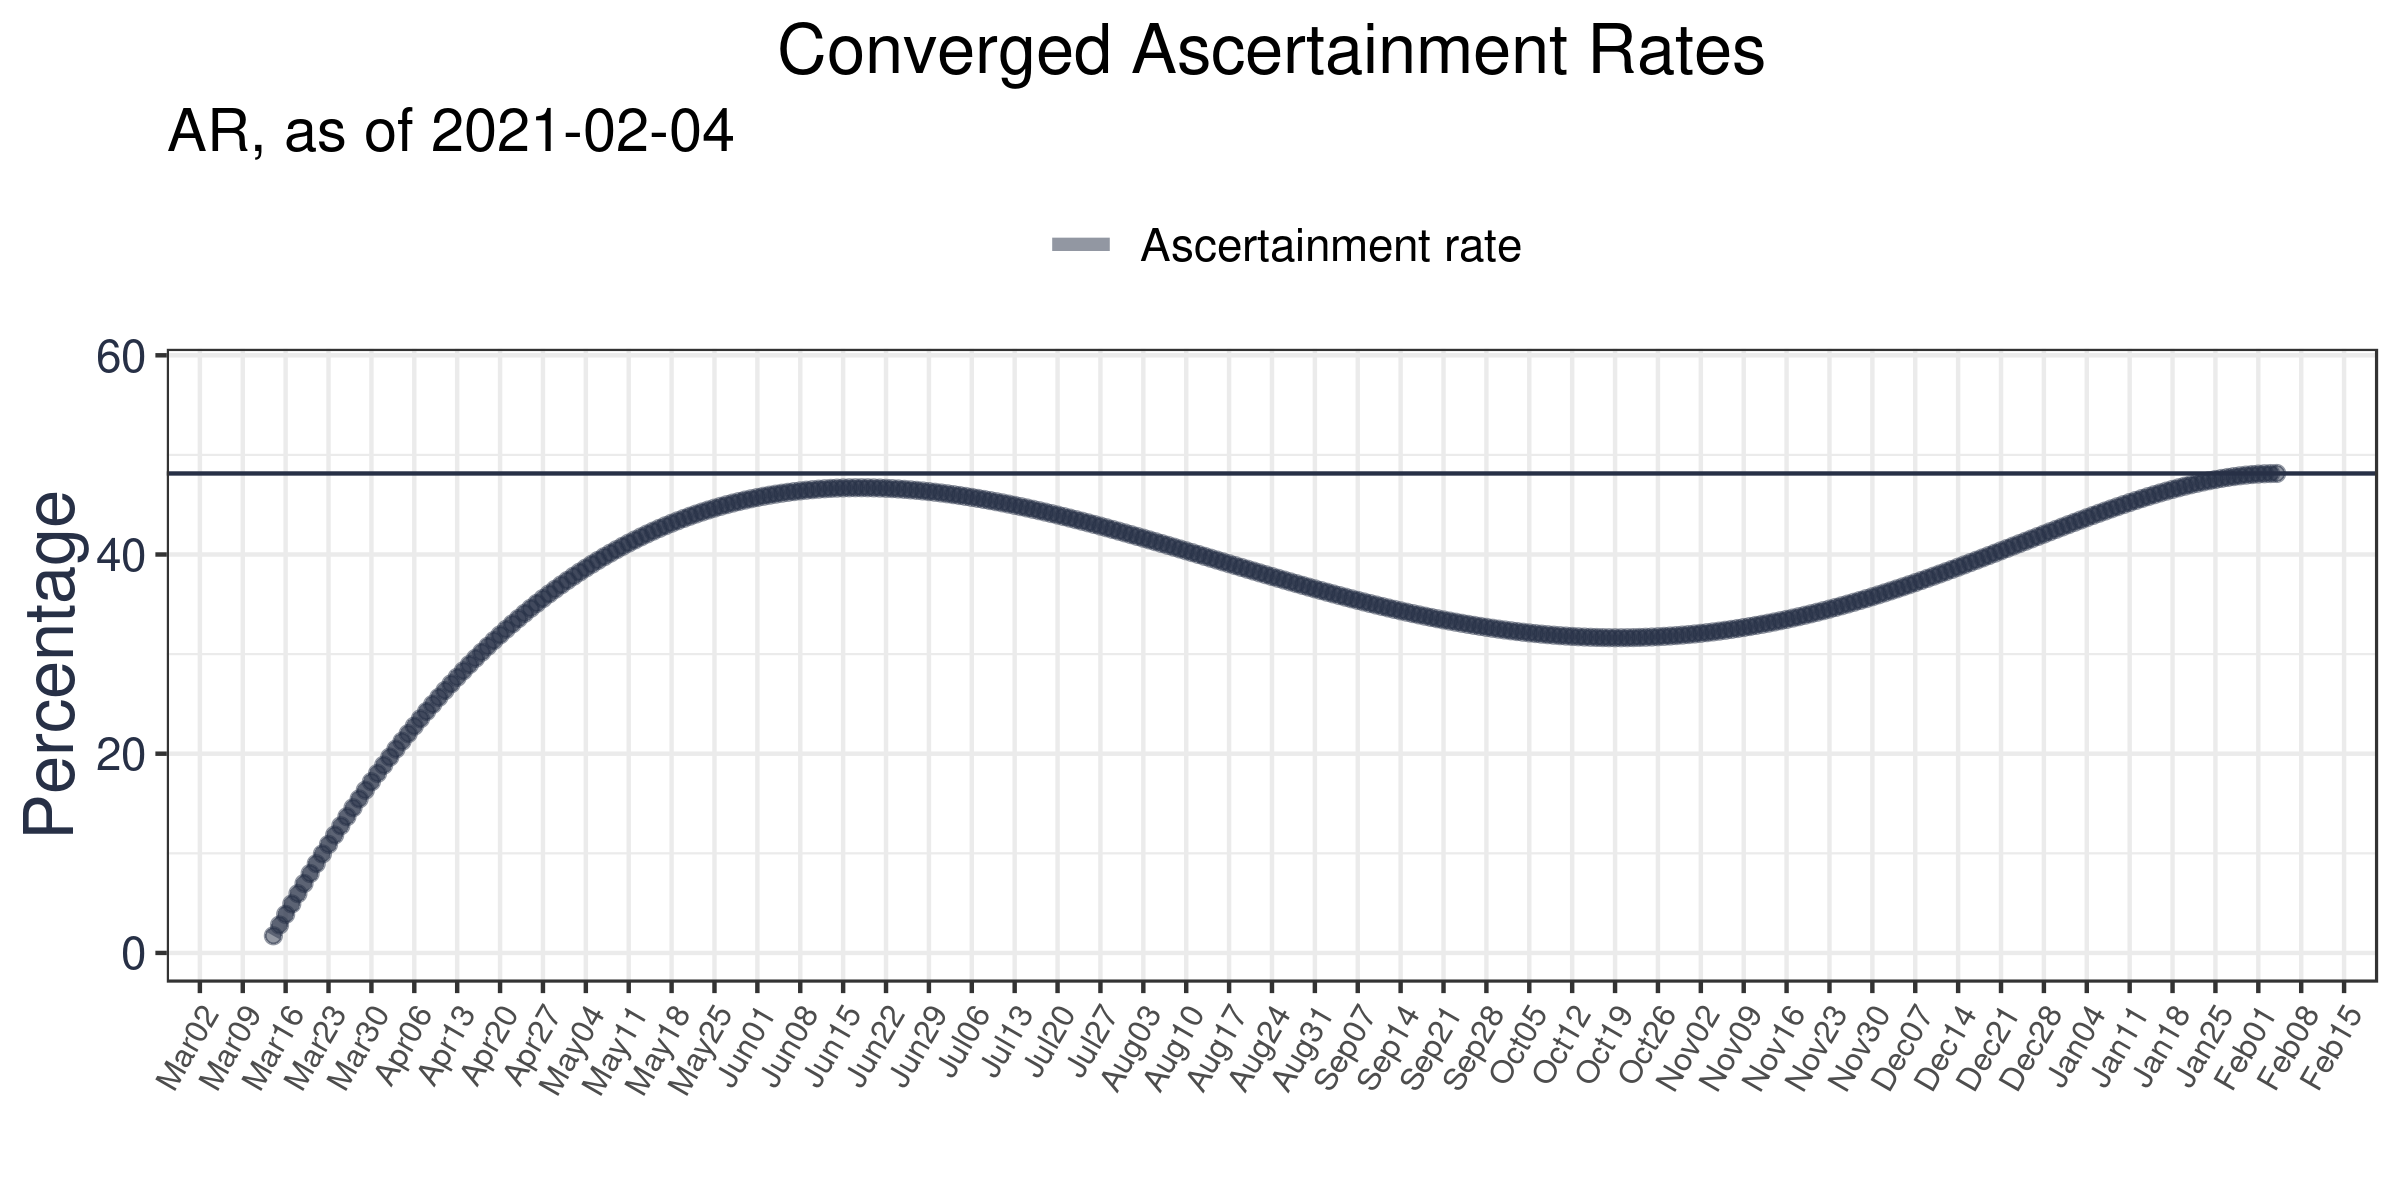 Converged Ascertainment Rates
AR, as of 2021-02-04
Ascertainment rate
Percentage
60
40
20
0
Mar02 Mar09 Mar16 Mar23 Mar30 Apr06 Apr13 Apr20 Apr27 May04 May11 May18 May25 Jun01 Jun08 Jun15 Jun22 Jun29 Jul06 Jul13 Jul20 Jul27 Aug03 Aug10 Aug17 Aug24 Aug31 Sep07 Sep14 Sep21 Sep28 Oct05 Oct12 Oct19 Oct26 Nov02 Nov09 Nov16 Nov23 Nov30 Dec07 Dec14 Dec21 Dec28 Jan04 Jan11 Jan18 Jan25 Feb01 Feb08 Feb15